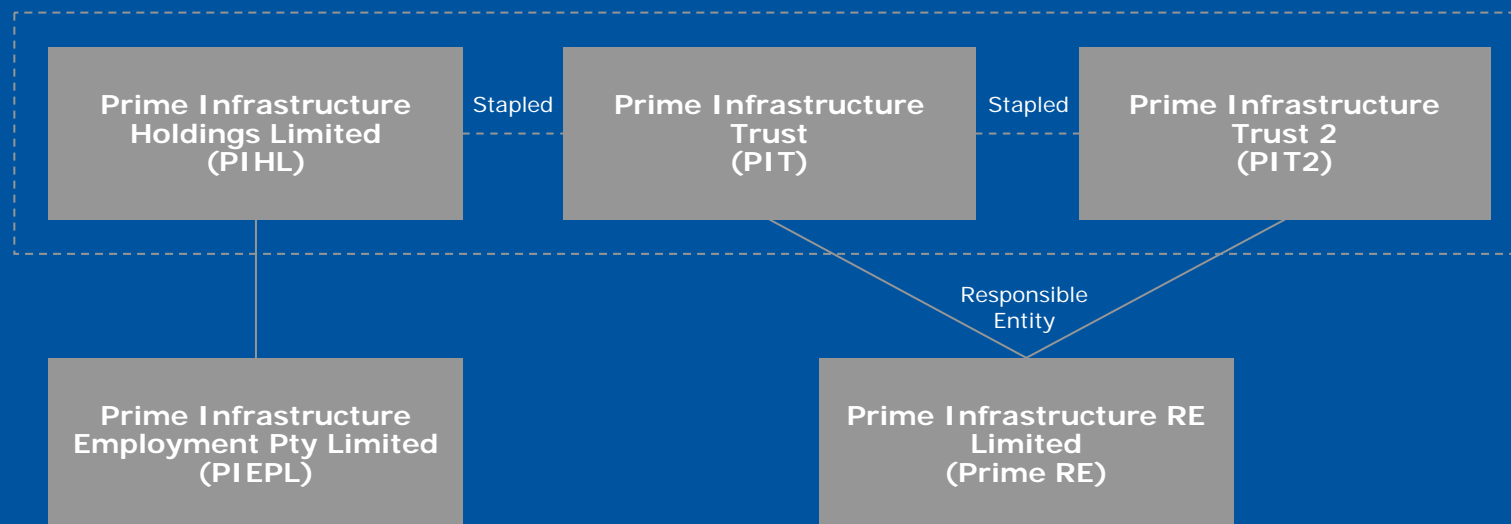 Prime Infrastructure
Holdings Limited
(PIHL)
Stapled
Prime Infrastructure
Trust
(PIT)
Stapled
Prime Infrastructure
Trust 2
(PIT2)
Responsible
Entity
Prime Infrastructure
Employment Pty Limited
(PIEPL)
Prime Infrastructure RE
Limited
(Prime RE)